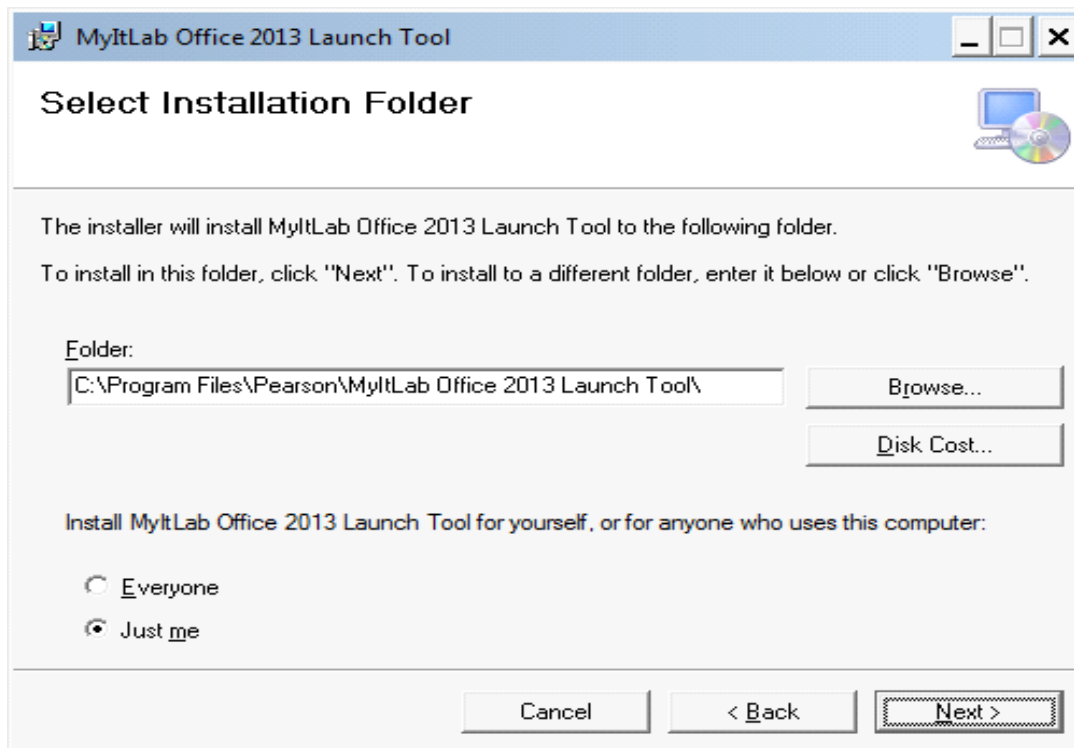 MyItLab Office 2013 Launch Tool
Select Installation Folder
The installer will install MyItLab Office 2013 Launch Tool to the following folder.
To install in this folder, click "Next". To install to a different folder, enter it below or click "Browse".
Folder:
C:\Program Files\Pearson\MyItLab Office 2013 Launch Tool\
Browse...
Disk Cost...
Install MyItLab Office 2013 Launch Tool for yourself, or for anyone who uses this computer:
Everyone
Just me
Cancel
< Back
Next >